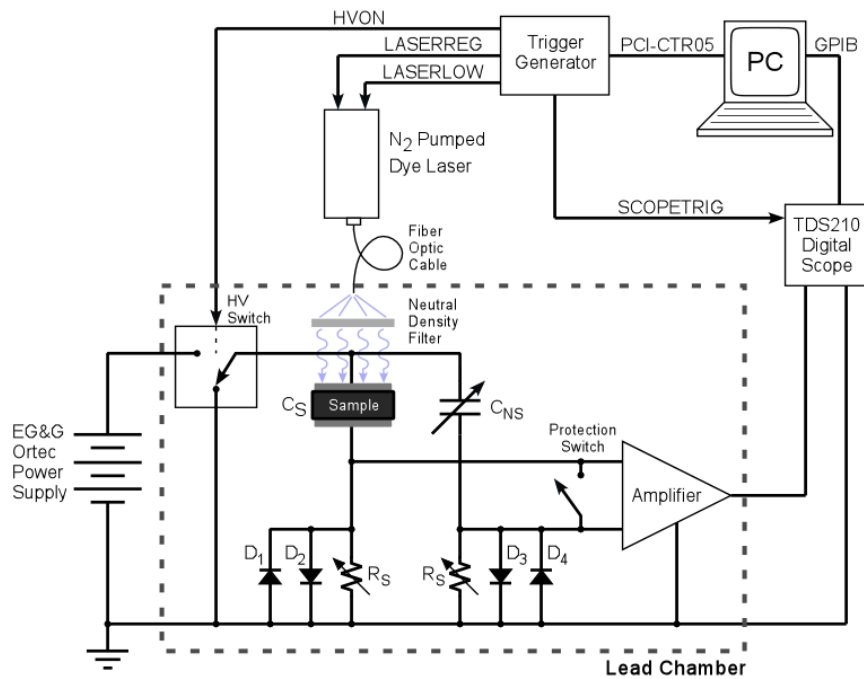 HVON
LASERREG
LASERLOW
Trigger
Generator
PCI-CTR05
PC
GPIB
N2 Pumped
Dye Laser
SCOPETRIG
TDS210
Digital
Scope
Fiber
Optic
Cable
HV
Switch
Neutral
Density
Filter
CS
Sample
CNS
EG&G
Ortec
Power
Supply
Protection
Switch
Amplifier
D1
D2
RS
RS
D3
D4
Lead Chamber